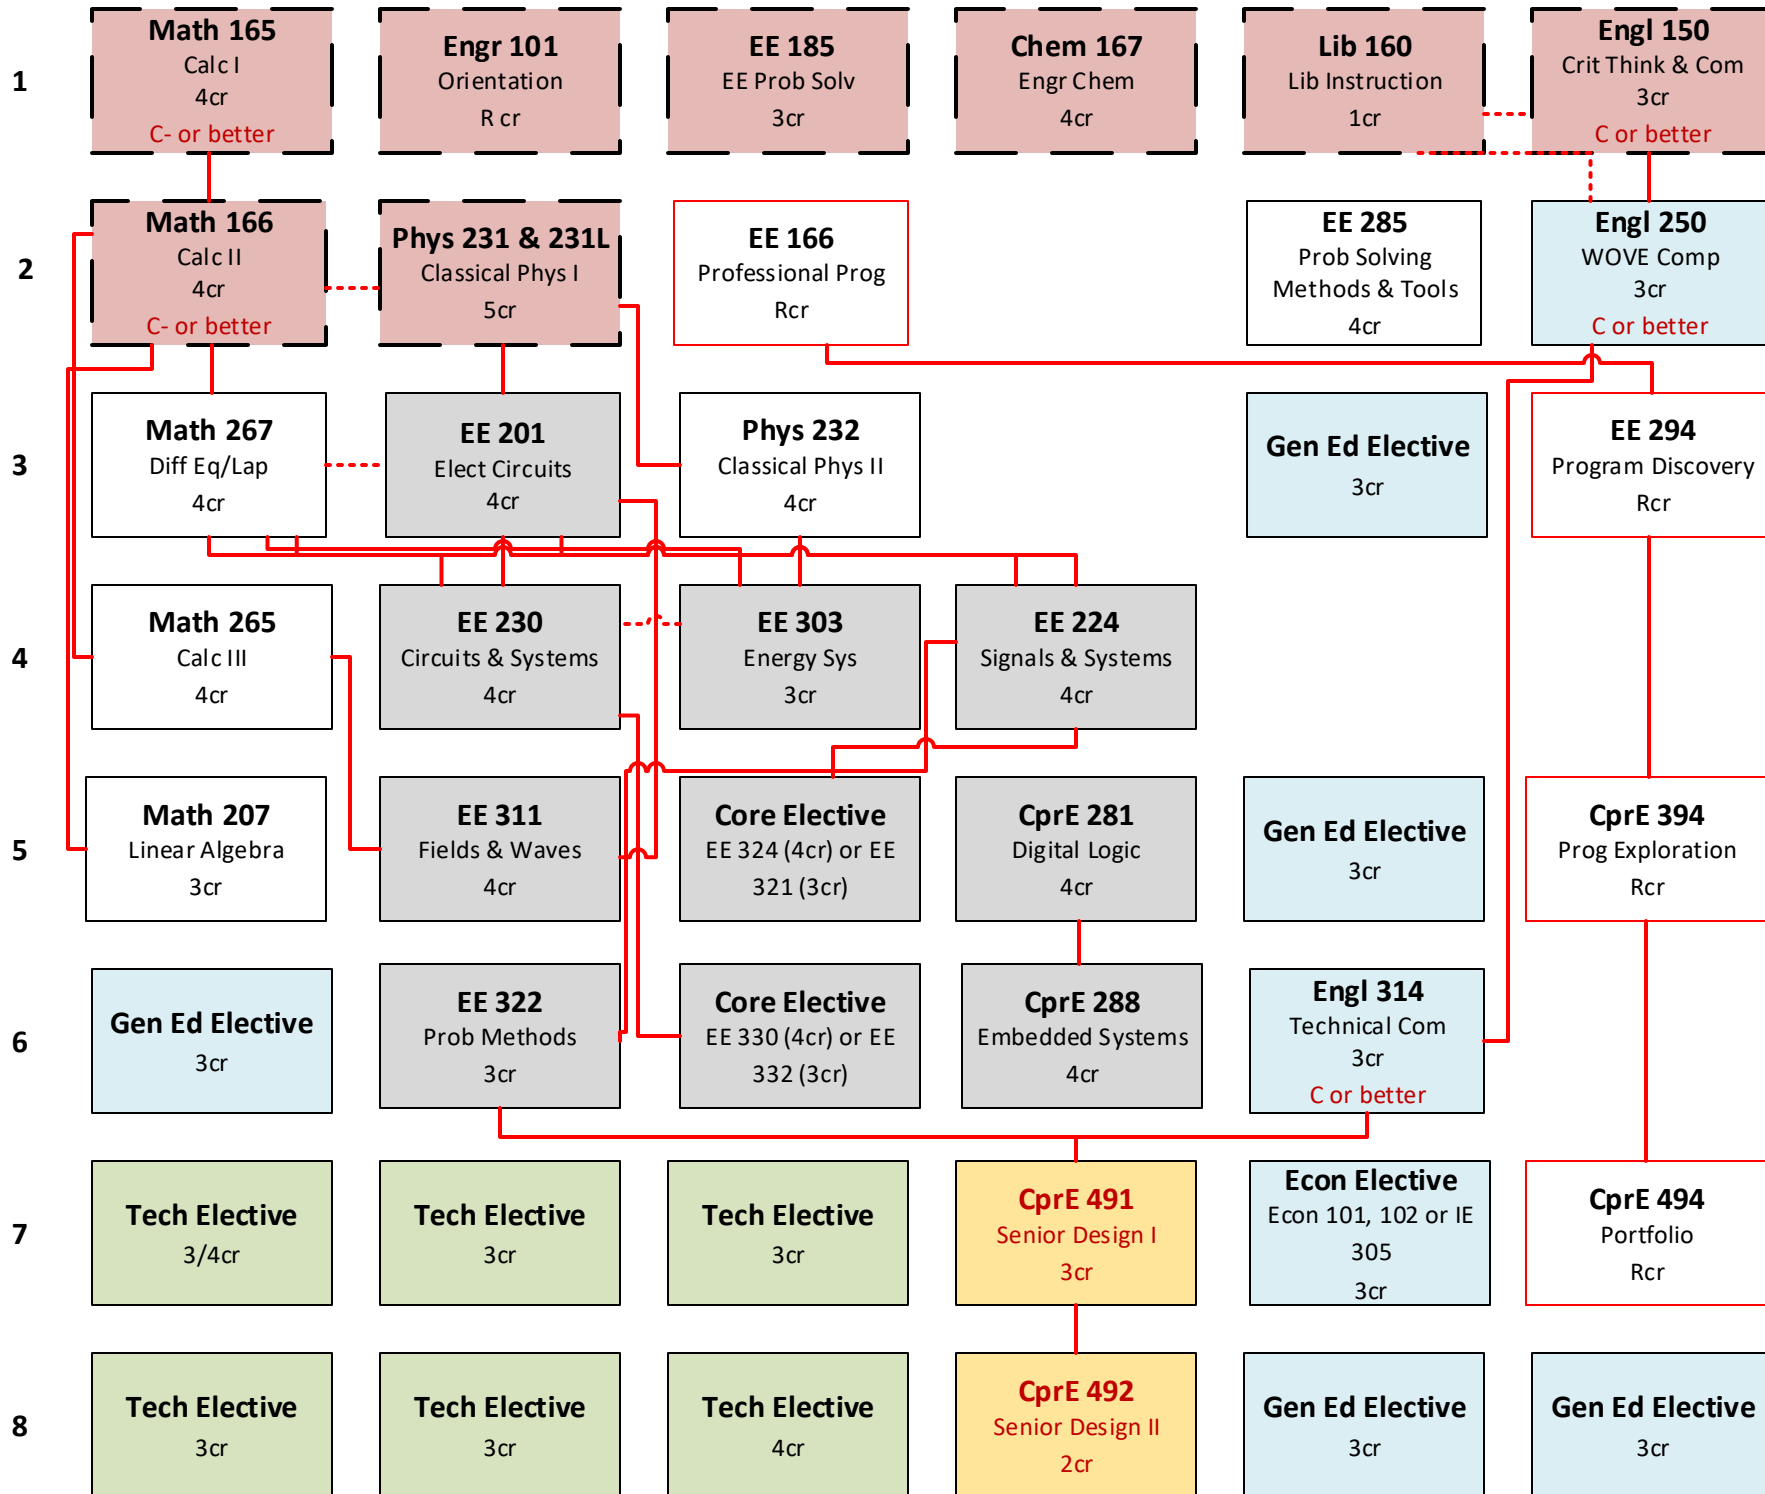 1
Math 165
Calc I
4cr
C- or better
Engr 101
Orientation
R cr
EE 185
EE Prob Solv
3cr
Chem 167
Engr Chem
4cr
Lib 160
Lib Instruction
1cr
Engl 150
Crit Think & Com
3cr
C or better
2
Math 166
Calc II
4cr
C- or better
Phys 231 & 231L
Classical Phys I
5cr
EE 166
Professional Prog
Rcr
EE 285
Prob Solving
Methods & Tools
4cr
Engl 250
WOVE Comp
3cr
C or better
3
Math 267
Diff Eq/Lap
4cr
EE 201
Elect Circuits
4cr
Phys 232
Classical Phys II
4cr
Gen Ed Elective
3cr
EE 294
Program Discovery
Rcr
4
Math 265
Calc III
4cr
EE 230
Circuits & Systems
4cr
EE 303
Energy Sys
3cr
EE 224
Signals & Systems
4cr
5
Math 207
Linear Algebra
3cr
EE 311
Fields & Waves
4cr
Core Elective
EE 324 (4cr) or EE
321 (3cr)
CprE 281
Digital Logic
4cr
Gen Ed Elective
3cr
CprE 394
Prog Exploration
Rcr
6
Gen Ed Elective
3cr
EE 322
Prob Methods
3cr
Core Elective
EE 330 (4cr) or EE
332 (3cr)
CprE 288
Embedded Systems
4cr
Engl 314
Technical Com
3cr
C or better
7
Tech Elective
3/4cr
Tech Elective
3cr
Tech Elective
3cr
CprE 491
Senior Design I
3cr
Econ Elective
Econ 101, 102 or IE
305
3cr
CprE 494
Portfolio
Rcr
8
Tech Elective
3cr
Tech Elective
3cr
Tech Elective
4cr
CprE 492
Senior Design II
2cr
Gen Ed Elective
3cr
Gen Ed Elective
3cr